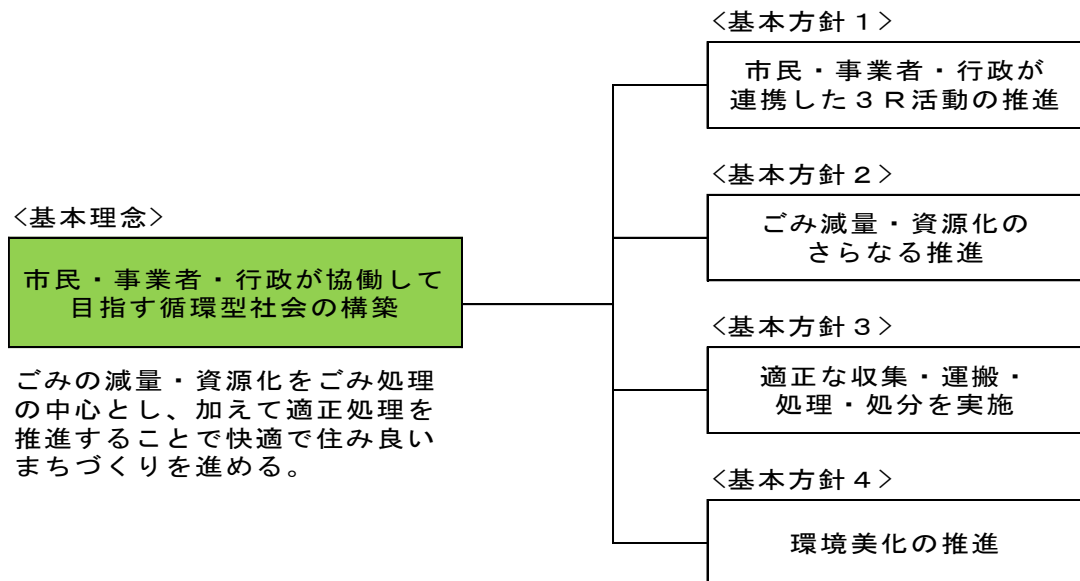 <基本理念>
市民・事業者・行政が協働して
目指す循環型社会の構築
ごみの減量・資源化をごみ処理
の中心とし、加えて適正処理を
推進することで快適で住み良い
まちづくりを進める。
<基本方針１>
市民・事業者・行政が
連携した３Ｒ活動の推進
<基本方針２>
ごみ減量・資源化の
さらなる推進
<基本方針３>
適正な収集・運搬・
処理・処分を実施
<基本方針４>
環境美化の推進